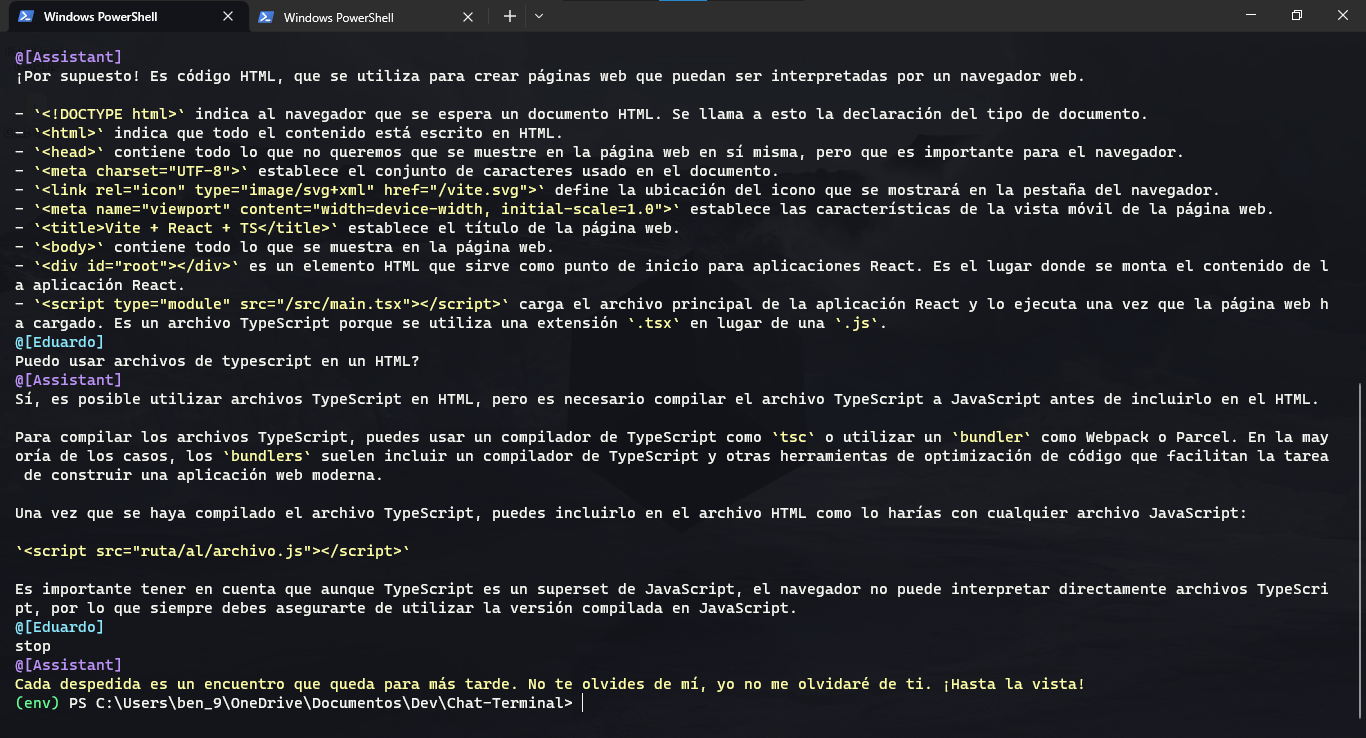 Windows PowerShell
Windows PowerShell
@[Assistant]
¡Por supuesto! Es código HTML, que se utiliza para crear páginas web que puedan ser interpretadas por un navegador web.
- `<!DOCTYPE html>` indica al navegador que se espera un documento HTML. Se llama a esto la declaración del tipo de documento.
- `<html>` indica que todo el contenido está escrito en HTML.
- `<head>` contiene todo lo que no queremos que se muestre en la página web en sí misma, pero que es importante para el navegador.
- `<meta charset="UTF-8">` establece el conjunto de caracteres usado en el documento.
- `<link rel="icon" type="image/svg+xml" href="/vite.svg">` define la ubicación del icono que se mostrará en la pestaña del navegador.
- `<meta name="viewport" content="width=device-width, initial-scale=1.0">` establece las características de la vista móvil de la página web.
- `<title>Vite + React + TS</title>` establece el título de la página web.
- `<body>` contiene todo lo que se muestra en la página web.
- `<div id="root"></div>` es un elemento HTML que sirve como punto de inicio para aplicaciones React. Es el lugar donde se monta el contenido de l
a aplicación React.
- `<script type="module" src="/src/main.tsx"></script>` carga el archivo principal de la aplicación React y lo ejecuta una vez que la página web h
a cargado. Es un archivo TypeScript porque se utiliza una extensión `.tsx` en lugar de una `.js`.
@[Eduardo]
Puedo usar archivos de typescript en un HTML?
@[Assistant]
Sí, es posible utilizar archivos TypeScript en HTML, pero es necesario compilar el archivo TypeScript a JavaScript antes de incluirlo en el HTML.
Para compilar los archivos TypeScript, puedes usar un compilador de TypeScript como `tsc` o utilizar un `bundler` como Webpack o Parcel. En la may
oría de los casos, los `bundlers` suelen incluir un compilador de TypeScript y otras herramientas de optimización de código que facilitan la tarea
 de construir una aplicación web moderna.
Una vez que se haya compilado el archivo TypeScript, puedes incluirlo en el archivo HTML como lo harías con cualquier archivo JavaScript:
`<script src="ruta/al/archivo.js"></script>`
Es importante tener en cuenta que aunque TypeScript es un superset de JavaScript, el navegador no puede interpretar directamente archivos TypeScri
pt, por lo que siempre debes asegurarte de utilizar la versión compilada en JavaScript.
@[Eduardo]
stop
@[Assistant]
Cada despedida es un encuentro que queda para más tarde. No te olvides de mí, yo no me olvidaré de ti. ¡Hasta la vista!
(env) PS C:\Users\ben_9\OneDrive\Documentos\Dev\Chat-Terminal>